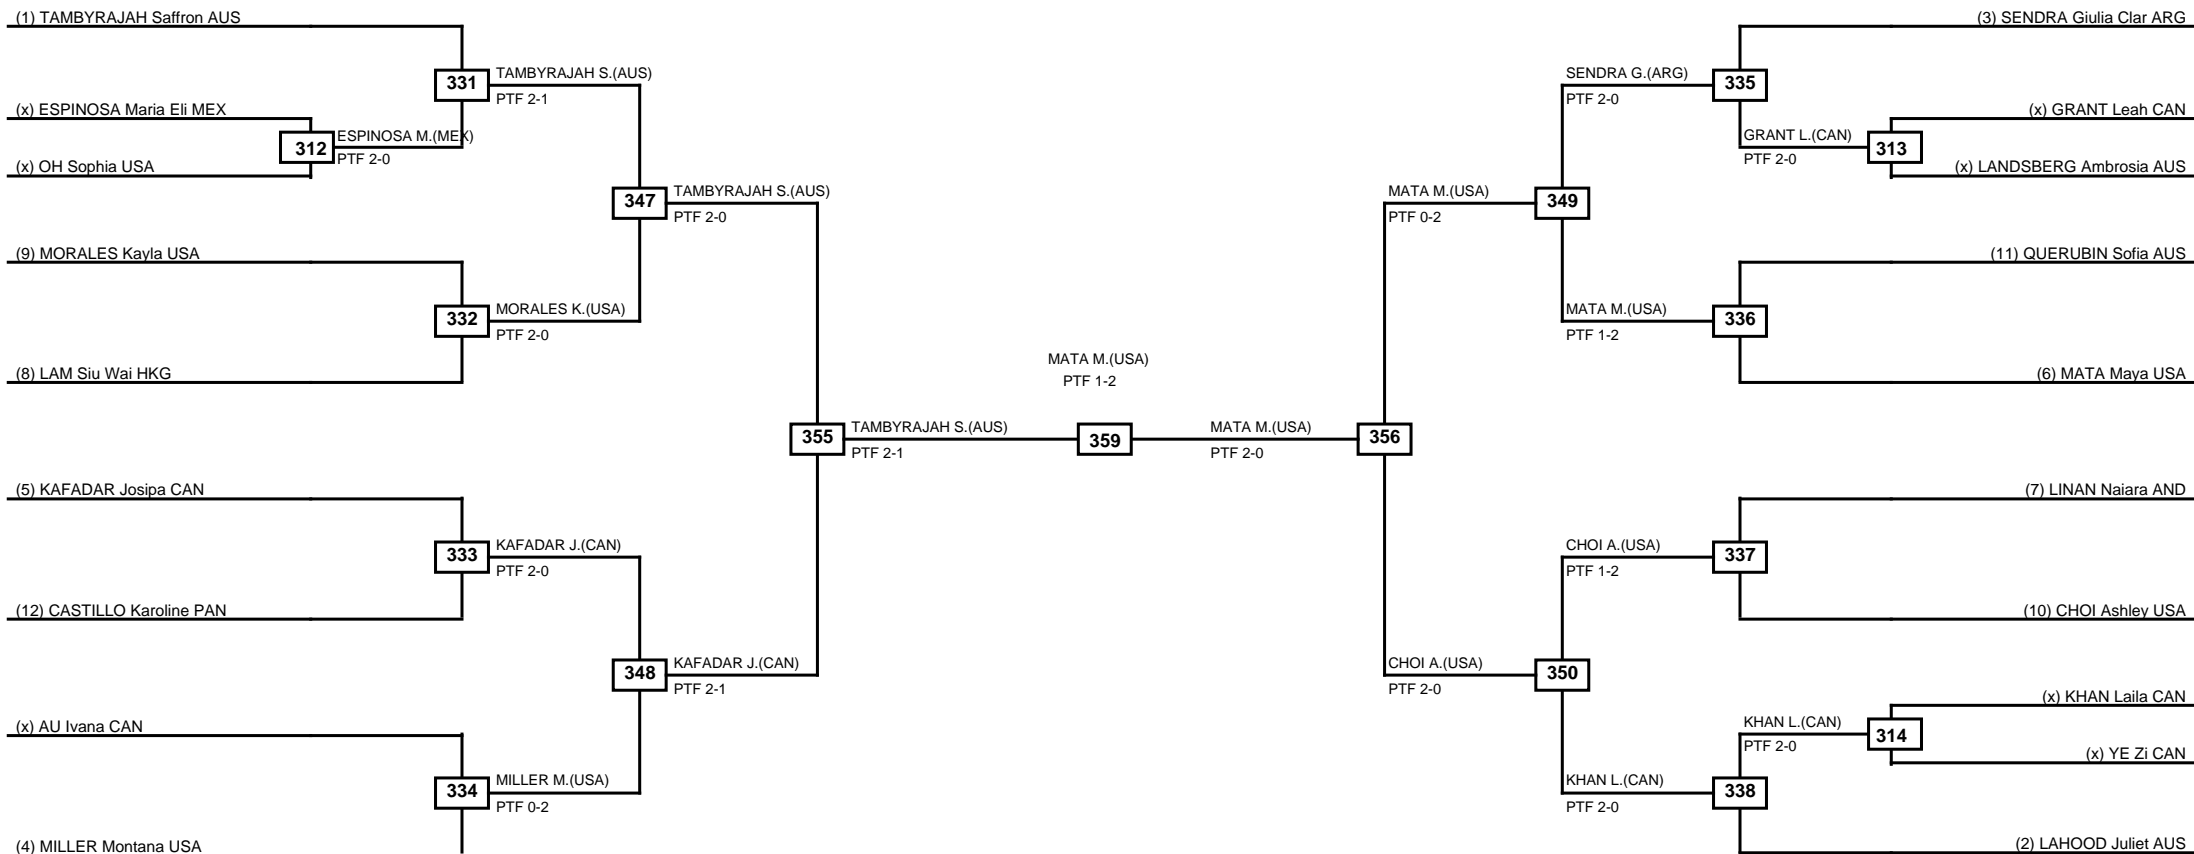 (1) TAMBYRAJAH Saffron AUS
(x) ESPINOSA Maria Eli MEX
(x) OH Sophia USA
(9) MORALES Kayla USA
(8) LAM Siu Wai HKG
(5) KAFADAR Josipa CAN
(12) CASTILLO Karoline PAN
(x) AU Ivana CAN
(4) MILLER Montana USA
312
ESPINOSA M.(MEX)
PTF 2-0
331
TAMBYRAJAH S.(AUS)
PTF 2-1
332
MORALES K.(USA)
PTF 2-0
333
KAFADAR J.(CAN)
PTF 2-0
334
MILLER M.(USA)
PTF 0-2
347
TAMBYRAJAH S.(AUS)
PTF 2-0
348
KAFADAR J.(CAN)
PTF 2-1
355
TAMBYRAJAH S.(AUS)
PTF 2-1
MATA M.(USA)
PTF 1-2
359
MATA M.(USA)
PTF 2-0
356
MATA M.(USA)
PTF 0-2
349
CHOI A.(USA)
PTF 2-0
350
SENDRA G.(ARG)
PTF 2-0
335
MATA M.(USA)
PTF 1-2
336
CHOI A.(USA)
PTF 1-2
337
KHAN L.(CAN)
PTF 2-0
338
GRANT L.(CAN)
PTF 2-0
313
KHAN L.(CAN)
PTF 2-0
314
(3) SENDRA Giulia Clar ARG
(x) GRANT Leah CAN
(x) LANDSBERG Ambrosia AUS
(11) QUERUBIN Sofia AUS
(6) MATA Maya USA
(7) LINAN Naiara AND
(10) CHOI Ashley USA
(x) KHAN Laila CAN
(x) YE Zi CAN
(2) LAHOOD Juliet AUS